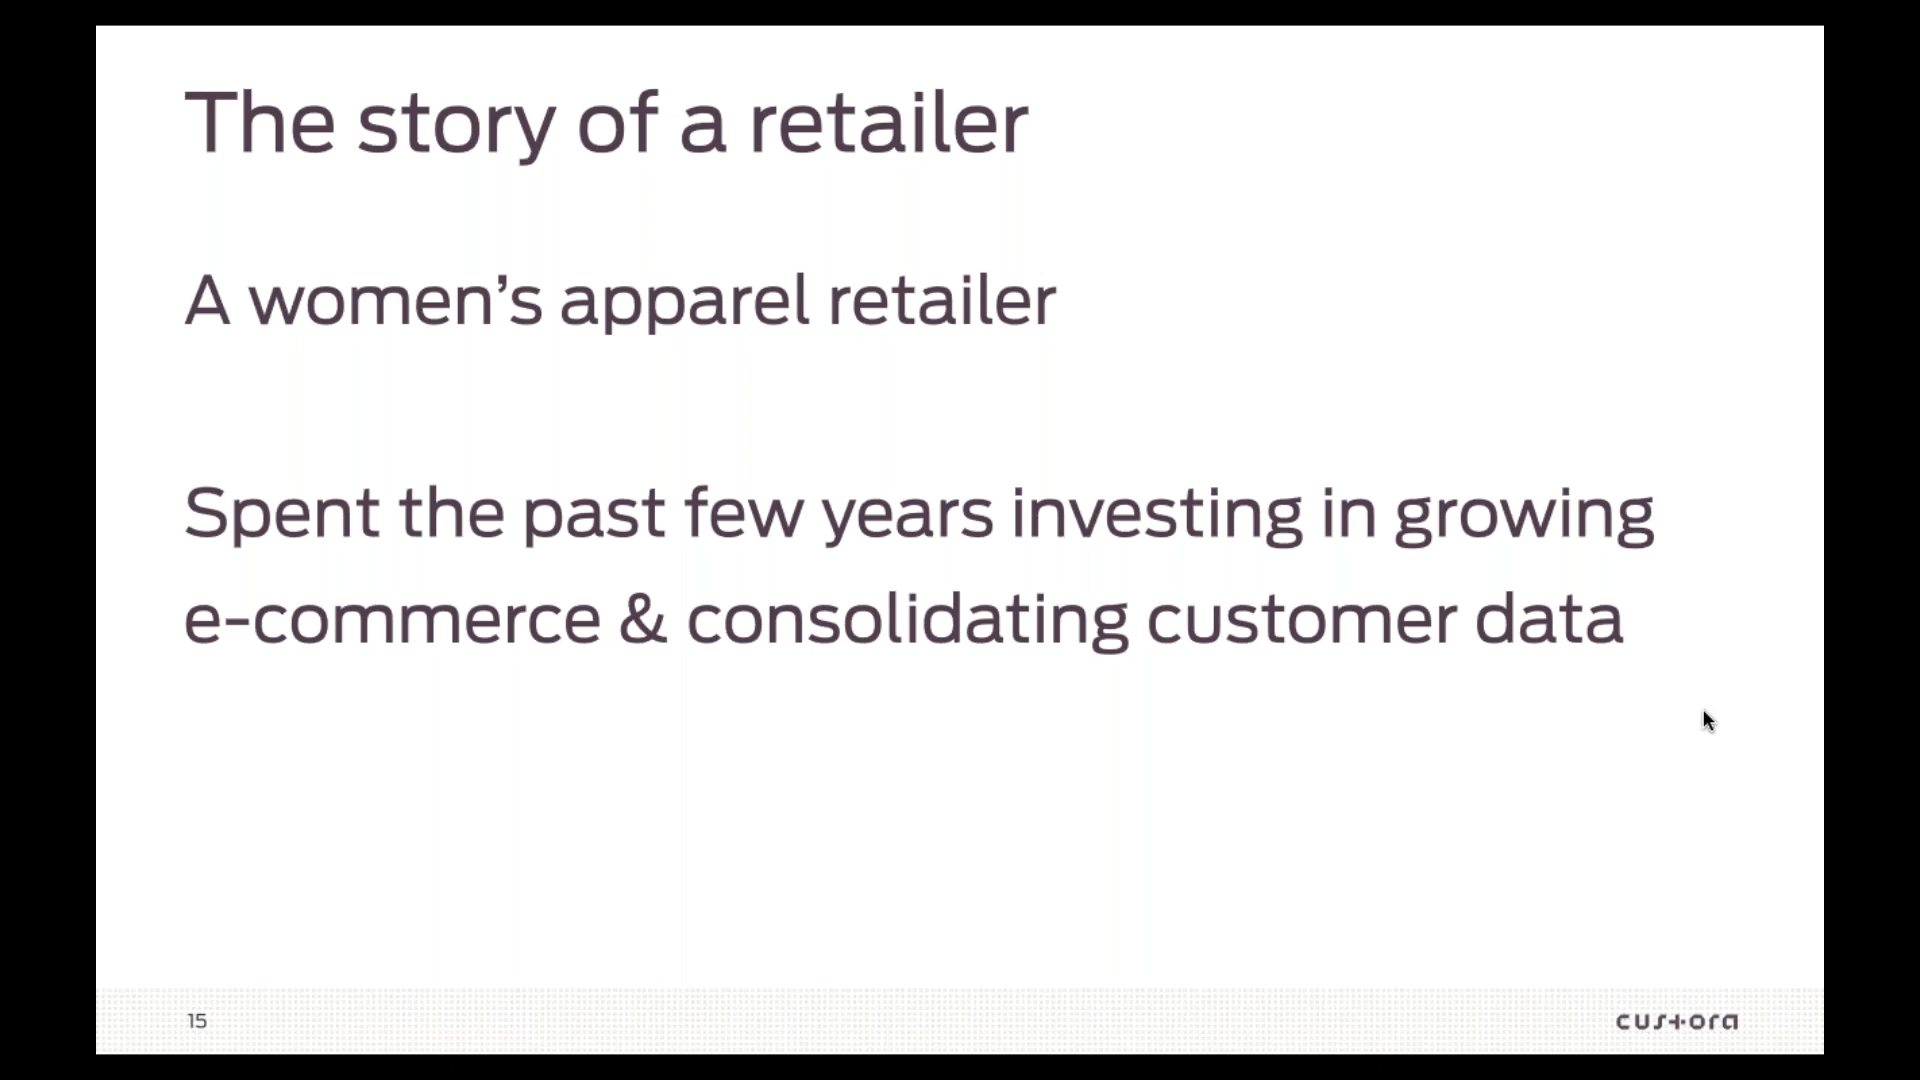 The story of a retailer
A women’s apparel retailer
Spent the past few years investing in growing
e-commerce & consolidating customer data
15
custora